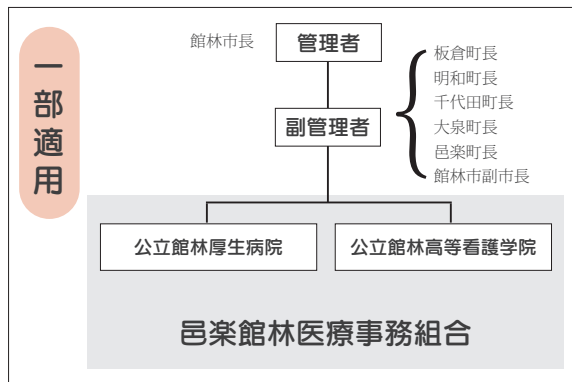 一部適用
館林市長
管理者
副管理者
板倉町長
明和町長
千代田町長
大泉町長
邑楽町長
館林市副市長
公立館林厚生病院
公立館林高等看護学院
邑楽館林医療事務組合